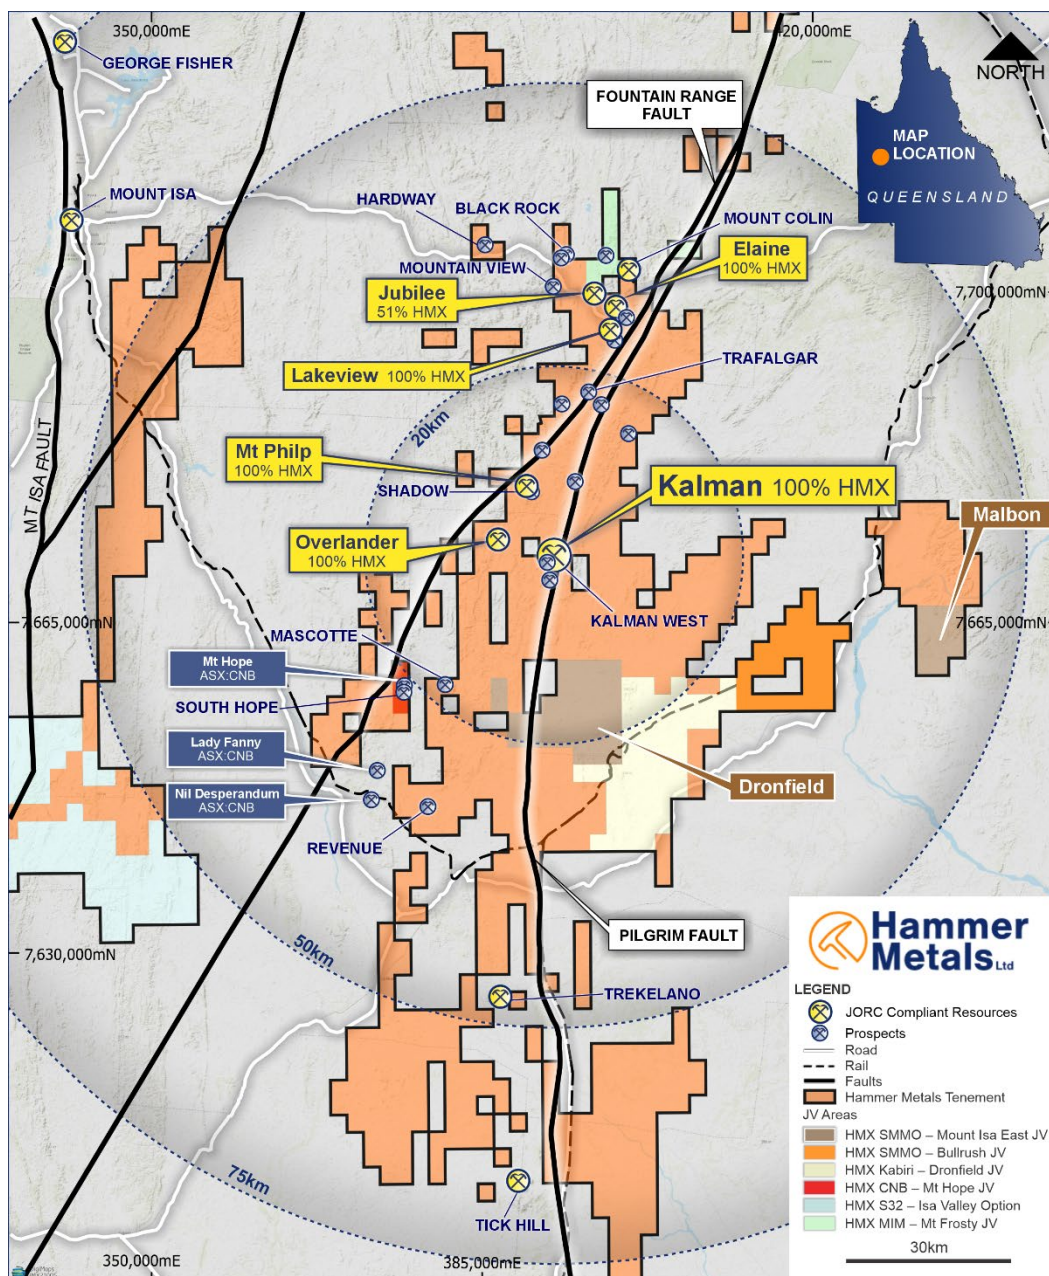 350,000mE
420,000mE
GEORGE FISHER
NORTH
FOUNTAIN RANGE
FAULT
MAP
LOCATION
QUEENSLAND
MOUNT ISA
HARDWAY
BLACK ROCK
MOUNT COLIN
Elaine
100% HMX
MOUNTAIN VIEW
Jubilee
51% HMX
7,700,000mN
Lakeview 100% HMX
TRAFALGAR
20km
MT ISA FAULT
Mt Philp
100% HMX
SHADOW
Kalman 100% HMX
Malbon
Overlander
100% HMX
7,665,000mN
KALMAN WEST
7,665,000mN
MASCOTTE
Mt Hope
ASX:CNB
SOUTH HOPE
Lady Fanny
ASX:CNB
Dronfield
Nil Desperandum
ASX:CNB
REVENUE
50km
PILGRIM FAULT
7,630,000mN
TREKELANO
75km
TICK HILL
350,000mE
385,000mE
Hammer
Metals Ltd
LEGEND
JORC Compliant Resources
Prospects
Road
Rail
Faults
Hammer Metals Tenement
JV Areas
HMX SMMO – Mount Isa East JV
HMX SMMO – Bullrush JV
HMX Kabiri – Dronfield JV
HMX CNB – Mt Hope JV
HMX S32 – Isa Valley Option
HMX MIM – Mt Frosty JV
30km